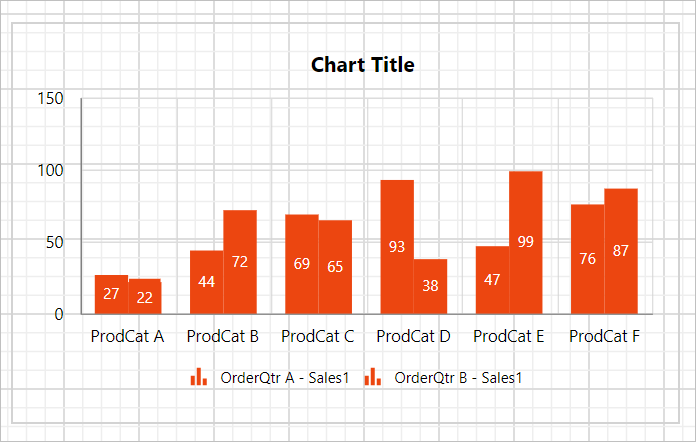 Chart Title
150
100
50
0
27 22 44 72 69 65 93 38 47 99 76 87
ProdCat A ProdCat B ProdCat C ProdCat D ProdCat E ProdCat F
OrderQtr A - Sales1 OrderQtr B - Sales1